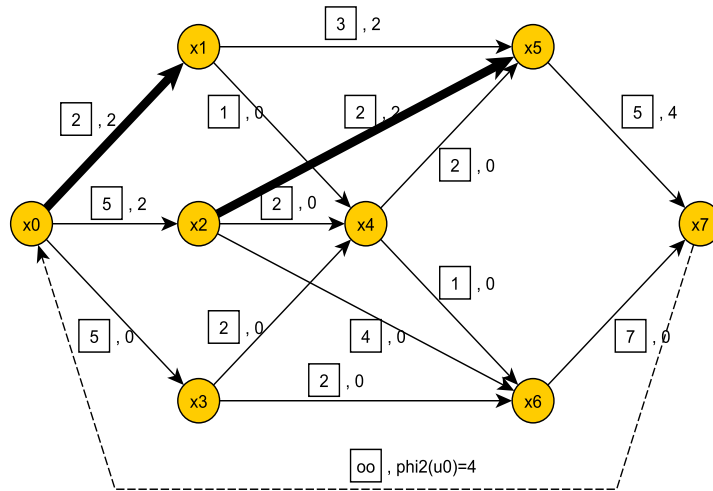 3 , 2
x1
x5
2 , 2
1 , 0
2 , 2
5 , 4
2 , 0
5 , 2
2 , 0
x0
x2
x4
x7
1 , 0
5 , 0
2 , 0
4 , 0
7 , 0
2 , 0
x3
x6
oo , phi2(u0)=4